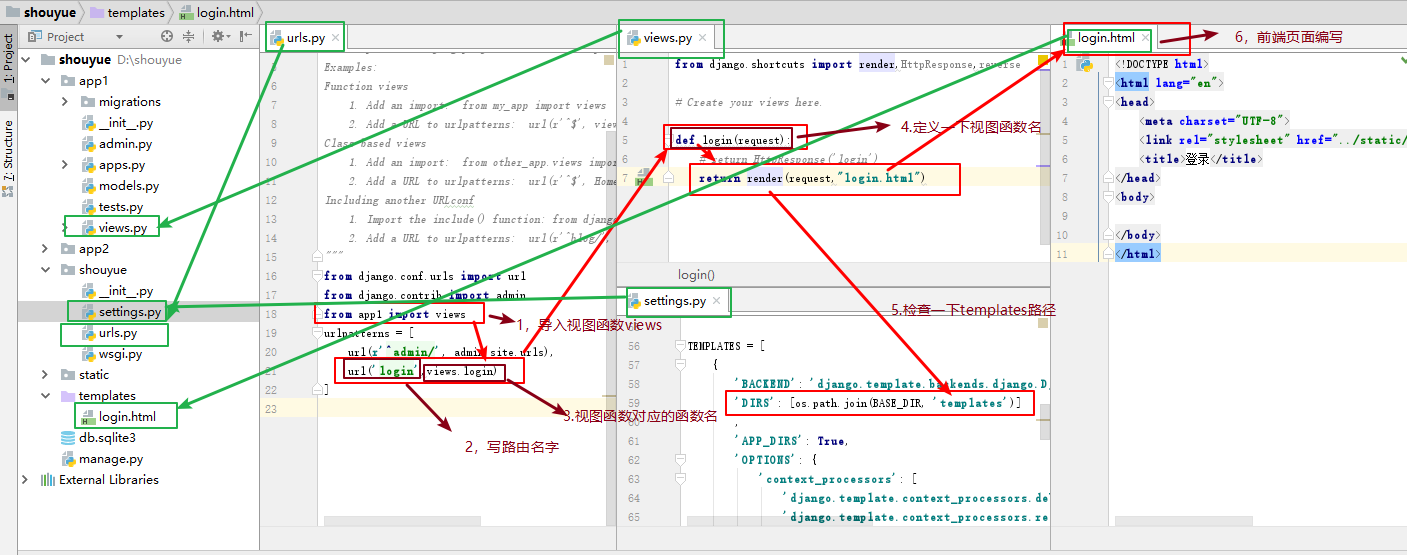 shouyue templates login.html
Project
1: Project
7: Structure
shouyue D:\shouyue
app1
migrations
__init__.py
admin.py
apps.py
models.py
tests.py
views.py
app2
shouyue
__init__.py
settings.py
urls.py
wsgi.py
static
templates
login.html
db.sqlite3
manage.py
External Libraries
urls.py
Examples:
6 Function views
7 1. Add an import: from my_app import views
8 2. Add a URL to urlpatterns: url(r'^$', view
9 Class-based views
10 1. Add an import: from other_app.views impor
11 2. Add a URL to urlpatterns: url(r'^$', Home
12 Including another URLconf
13 1. Import the include() function: from djang
14 2. Add a URL to urlpatterns: url(r'^blog/',
15 """
16 from django.conf.urls import url
17 from django.contrib import admin
18 from app1 import views
19 urlpatterns = [
20 url(r'^admin/', admin.site.urls),
21 url('login',views.login)
22 ]
23
1，导入视图函数views
2，写路由名字
3.视图函数对应的函数名
views.py
1 from django.shortcuts import render,HttpResponse,reverse
2
3 # Create your views here.
4
5 def login(request):
6 # return HttpResponse('login')
7 return render(request,"login.html")
4.定义一下视图函数名
login()
settings.py
5.检查一下templates路径
56 TEMPLATES = [
57 {
58 'BACKEND': 'django.template.backends.django.D
59 'DIRS': [os.path.join(BASE_DIR, 'templates')]
60 ,
61 'APP_DIRS': True,
62 'OPTIONS': {
63 'context_processors': [
64 'django.template.context_processors.de
65 'django.template.context_processors.re
login.html
6，前端页面编写
1 <!DOCTYPE html>
2 <html lang="en">
3 <head>
4 <meta charset="UTF-8">
5 <link rel="stylesheet" href="../static/
6 <title>登录</title>
7 </head>
8 <body>
9
10 </body>
11 </html>